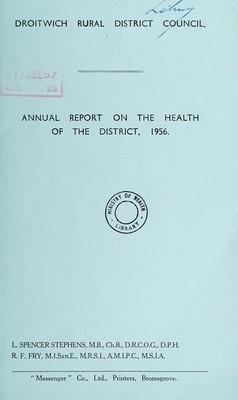 DROITWICH RURAL DISTRICT COUNCIL.
ANNUAL REPORT ON THE HEALTH
OF THE DISTRICT, 1956.
MINISTRY OF HEALTH
LIBRARY
L. SPENCER STEPHENS, M.B., Ch.B., D.R.C.O.G., D.P.H.
R. F. FRY, M.I.San.E., M.R.S.I., A.M.I.P.C., M.S.I.A.
"Messenger" Co., Ltd., Printers, Bromsgrove.